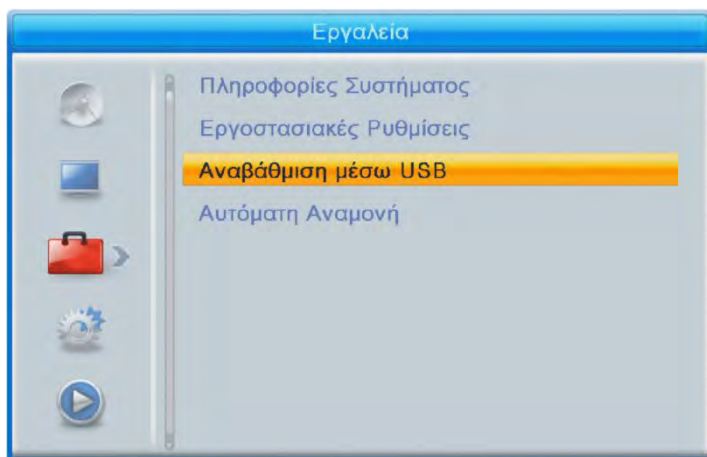 Εργαλεία
Πληροφορίες Συστήματος
Εργοστασιακές Ρυθμίσεις
Αναβάθμιση μέσω USB
Αυτόματη Αναμονή